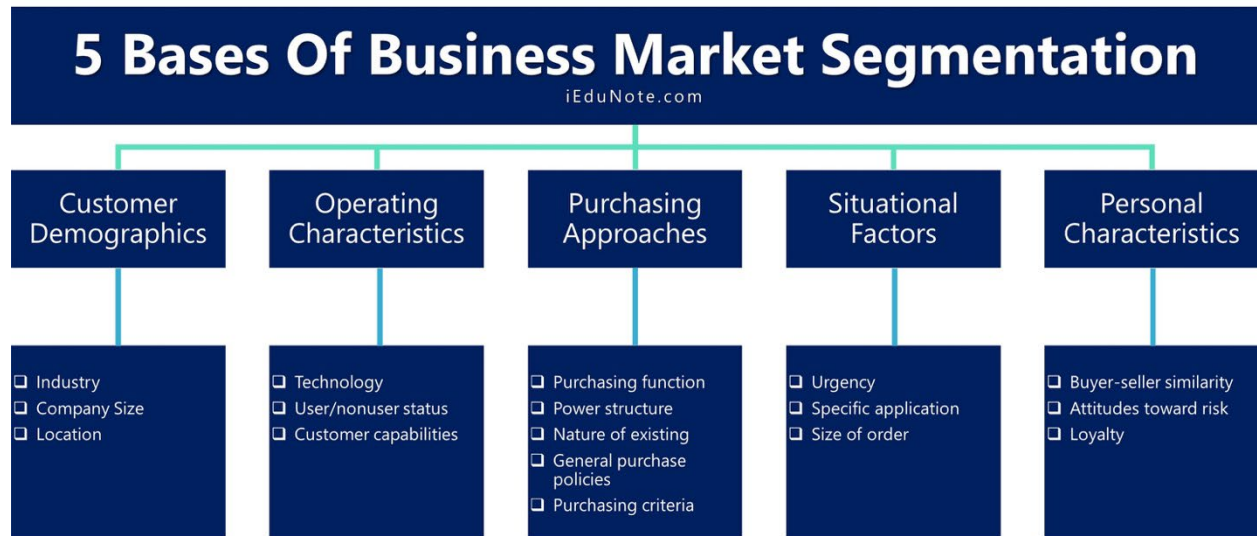 5 Bases Of Business Market Segmentation
iEduNote.com
Customer
Demographics
Operating
Characteristics
Purchasing
Approaches
Situational
Factors
Personal
Characteristics
Industry
Company Size
Location
Technology
User/nonuser status
Customer capabilities
Purchasing function
Power structure
Nature of existing
General purchase
policies
Purchasing criteria
Urgency
Specific application
Size of order
Buyer-seller similarity
Attitudes toward risk
Loyalty